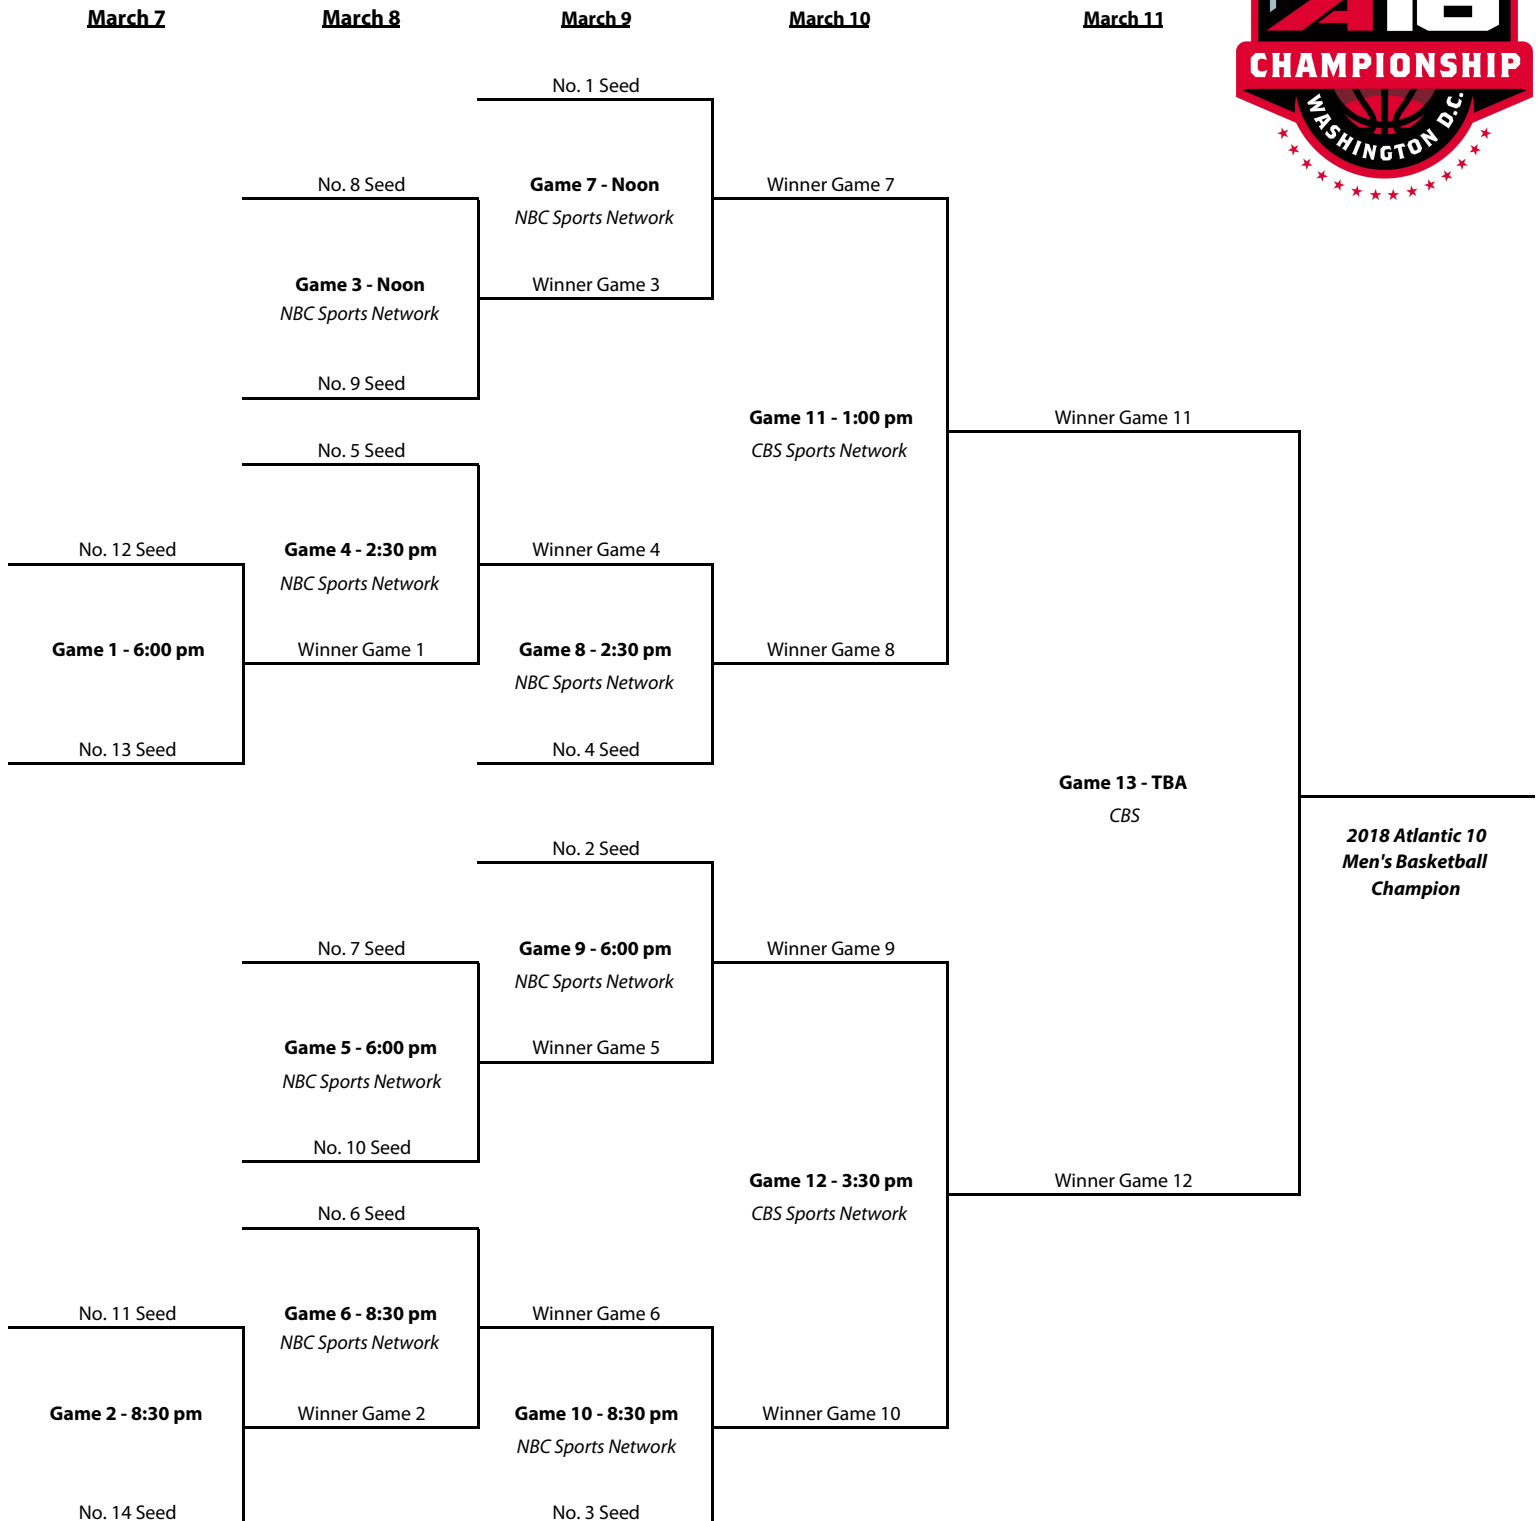 March 7
March 8
March 9
March 10
March 11
A18
CHAMPIONSHIP
WASHINGTON D.C.
No. 1 Seed
No. 8 Seed
Game 7 - Noon
Winner Game 7
NBC Sports Network
Game 3 - Noon
Winner Game 3
NBC Sports Network
No. 9 Seed
Game 11 - 1:00 pm
Winner Game 11
No. 5 Seed
CBS Sports Network
No. 12 Seed
Game 4 - 2:30 pm
Winner Game 4
NBC Sports Network
Game 1 - 6:00 pm
Winner Game 1
Game 8 - 2:30 pm
Winner Game 8
NBC Sports Network
No. 13 Seed
No. 4 Seed
Game 13 - TBA
CBS
2018 Atlantic 10
Men's Basketball
Champion
No. 2 Seed
No. 7 Seed
Game 9 - 6:00 pm
Winner Game 9
NBC Sports Network
Game 5 - 6:00 pm
Winner Game 5
NBC Sports Network
No. 10 Seed
Game 12 - 3:30 pm
Winner Game 12
No. 6 Seed
CBS Sports Network
No. 11 Seed
Game 6 - 8:30 pm
Winner Game 6
NBC Sports Network
Game 2 - 8:30 pm
Winner Game 2
Game 10 - 8:30 pm
Winner Game 10
NBC Sports Network
No. 14 Seed
No. 3 Seed